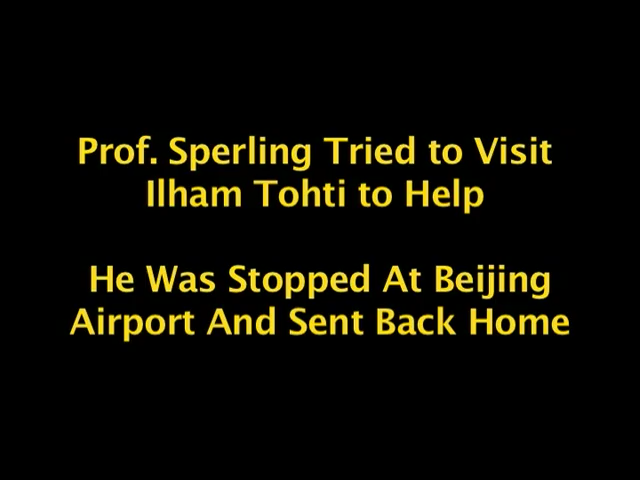 Prof. Sperling Tried to Visit
Ilham Tohti to Help
He Was Stopped At Beijing
Airport And Sent Back Home